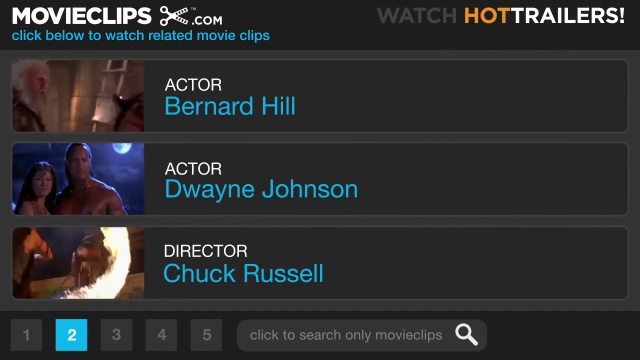 MOVIECLIPS.COM™
WATCH HOTTRAILERS!
click below to watch related movie clips
ACTOR
Bernard Hill
ACTOR
Dwayne Johnson
DIRECTOR
Chuck Russell
1 2 3 4 5 click to search only movieclips